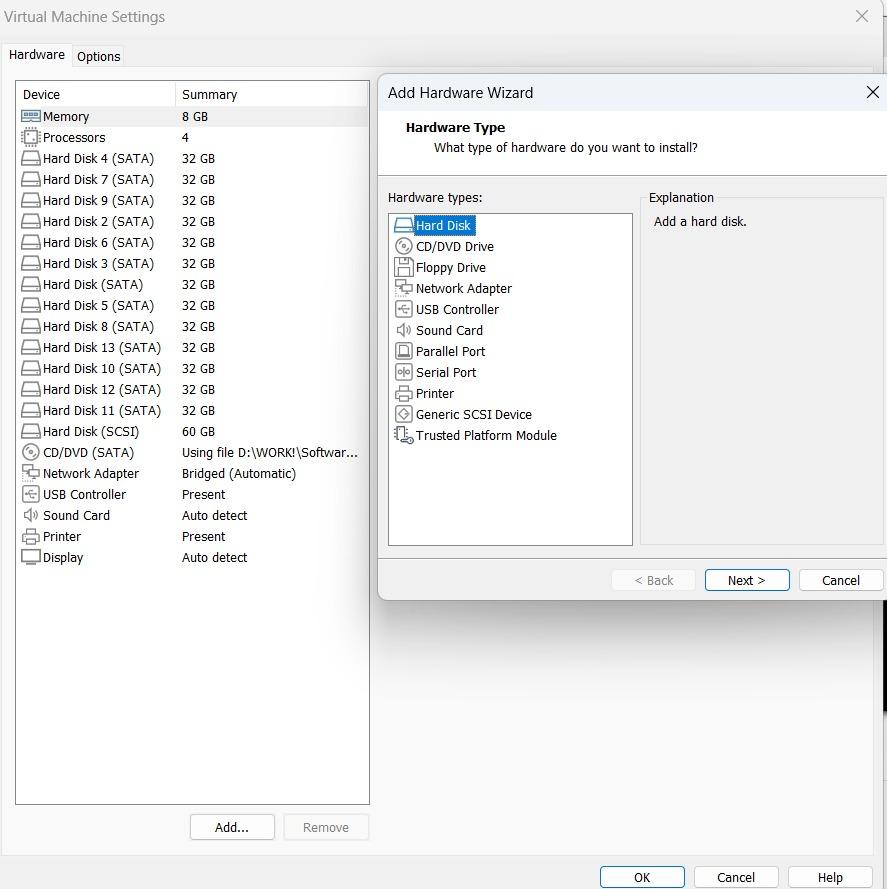 Virtual Machine Settings
Hardware Options
Device Summary
Memory 8 GB
Processors 4
Hard Disk 4 (SATA) 32 GB
Hard Disk 7 (SATA) 32 GB
Hard Disk 9 (SATA) 32 GB
Hard Disk 2 (SATA) 32 GB
Hard Disk 6 (SATA) 32 GB
Hard Disk 3 (SATA) 32 GB
Hard Disk (SATA) 32 GB
Hard Disk 5 (SATA) 32 GB
Hard Disk 8 (SATA) 32 GB
Hard Disk 13 (SATA) 32 GB
Hard Disk 10 (SATA) 32 GB
Hard Disk 12 (SATA) 32 GB
Hard Disk 11 (SATA) 32 GB
Hard Disk (SCSI) 60 GB
CD/DVD (SATA) Using file D:\WORK!\Softwar...
Network Adapter Bridged (Automatic)
USB Controller Present
Sound Card Auto detect
Printer Present
Display Auto detect
Add... Remove
Add Hardware Wizard
Hardware Type
What type of hardware do you want to install?
Hardware types:
Hard Disk
CD/DVD Drive
Floppy Drive
Network Adapter
USB Controller
Sound Card
Parallel Port
Serial Port
Printer
Generic SCSI Device
Trusted Platform Module
Explanation
Add a hard disk.
< Back Next > Cancel
OK Cancel Help